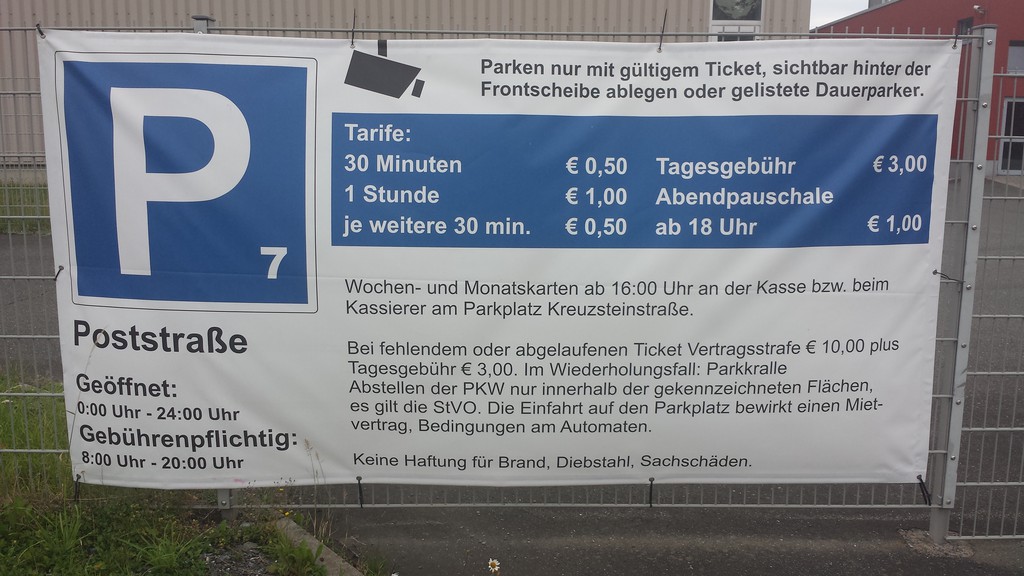 P
7
Poststraße
Geöffnet:
0:00 Uhr - 24:00 Uhr
Gebührenpflichtig:
8:00 Uhr - 20:00 Uhr
Parken nur mit gültigem Ticket, sichtbar hinter der
Frontscheibe ablegen oder gelistete Dauerparker.
Tarife:
30 Minuten € 0,50 Tagesgebühr € 3,00
1 Stunde € 1,00 Abendpauschale
je weitere 30 min. € 0,50 ab 18 Uhr € 1,00
Wochen- und Monatskarten ab 16:00 Uhr an der Kasse bzw. beim
Kassierer am Parkplatz Kreuzsteinstraße.
Bei fehlendem oder abgelaufenen Ticket Vertragsstrafe € 10,00 plus
Tagesgebühr € 3,00. Im Wiederholungsfall: Parkkralle
Abstellen der PKW nur innerhalb der gekennzeichneten Flächen,
es gilt die StVO. Die Einfahrt auf den Parkplatz bewirkt einen Miet-
vertrag, Bedingungen am Automaten.
Keine Haftung für Brand, Diebstahl, Sachschäden.